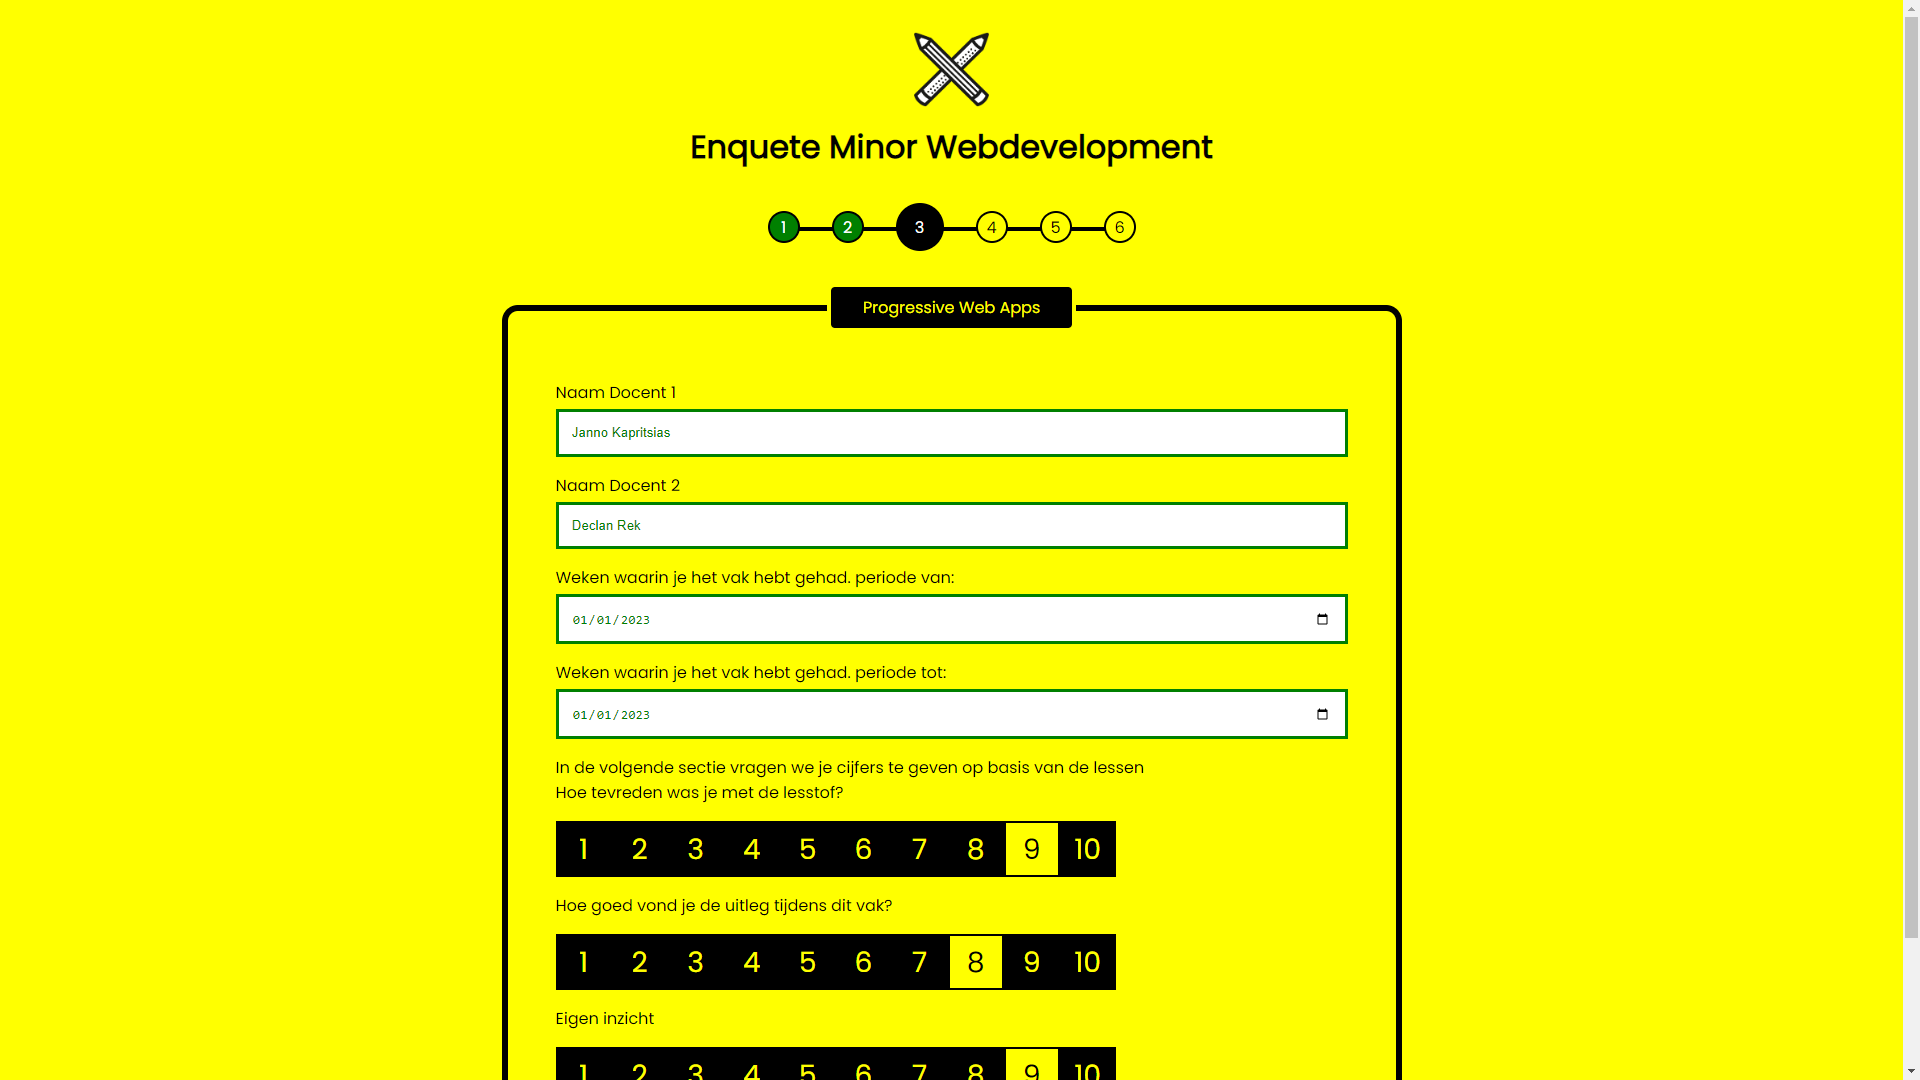 Enquete Minor Webdevelopment
1 2 3 4 5 6
Progressive Web Apps
Naam Docent 1
Janno Kapritsias
Naam Docent 2
Declan Rek
Weken waarin je het vak hebt gehad. periode van:
01/01/2023
Weken waarin je het vak hebt gehad. periode tot:
01/01/2023
In de volgende sectie vragen we je cijfers te geven op basis van de lessen
Hoe tevreden was je met de lesstof?
1 2 3 4 5 6 7 8 9 10
Hoe goed vond je de uitleg tijdens dit vak?
1 2 3 4 5 6 7 8 9 10
Eigen inzicht
1 2 3 4 5 6 7 8 9 10